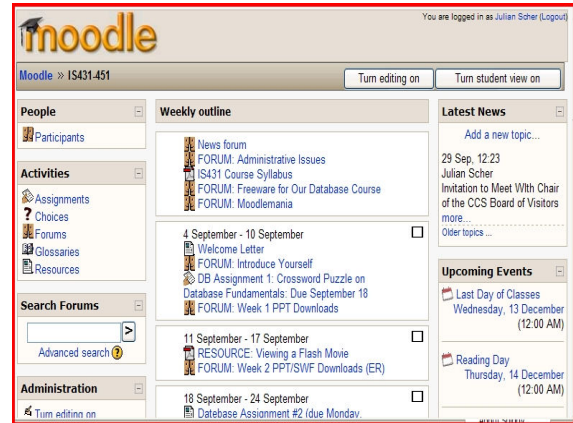 You are logged in as Julian Scher (Logout)
moodle
Moodle » IS431-451
Turn editing on
Turn student view on
People
Participants
Activities
Assignments
? Choices
Forums
Glossaries
Resources
Search Forums
>
Advanced search ?
Administration
Turn editing on
Weekly outline
News forum
FORUM: Administrative Issues
IS431 Course Syllabus
FORUM: Freeware for Our Database Course
FORUM: Moodlemania
4 September - 10 September
Welcome Letter
FORUM: Introduce Yourself
DB Assignment 1: Crossword Puzzle on
Database Fundamentals: Due September 18
FORUM: Week 1 PPT Downloads
11 September - 17 September
RESOURCE: Viewing a Flash Movie
FORUM: Week 2 PPT/SWF Downloads (ER)
18 September - 24 September
Datebase Assignment #2 (due Monday,
Latest News
Add a new topic...
29 Sep, 12:23
Julian Scher
Invitation to Meet WIth Chair
of the CCS Board of Visitors
more...
Older topics ...
Upcoming Events
Last Day of Classes
Wednesday, 13 December
(12:00 AM)
Reading Day
Thursday, 14 December
(12:00 AM)